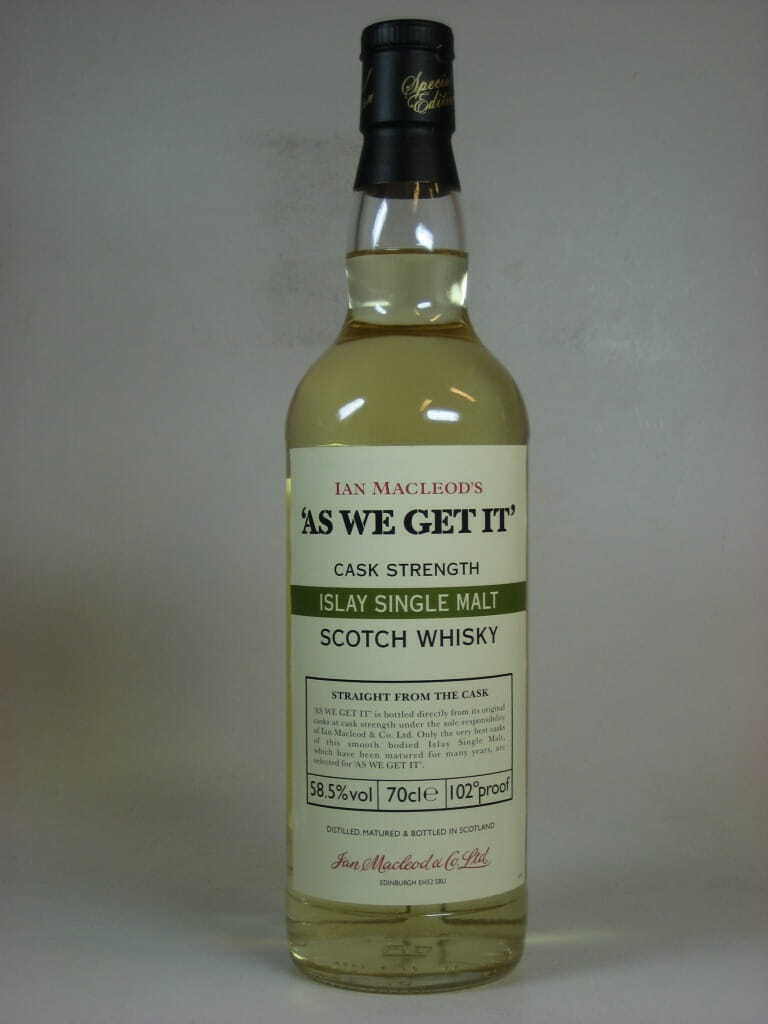 Special
Edition
IAN MACLEOD'S
'AS WE GET IT'
CASK STRENGTH
ISLAY SINGLE MALT
SCOTCH WHISKY
STRAIGHT FROM THE CASK
'AS WE GET IT' is bottled directly from its original
casks at cask strength under the sole responsibility
of Ian Macleod & Co. Ltd. Only the very best casks
of this smooth bodied Islay Single Malt,
which have been matured for many years, are
selected for 'AS WE GET IT'.
58.5%vol 70cl℮ 102°proof
DISTILLED, MATURED & BOTTLED IN SCOTLAND
Ian Macleod & Co. Ltd.
EDINBURGH EH52 5BU